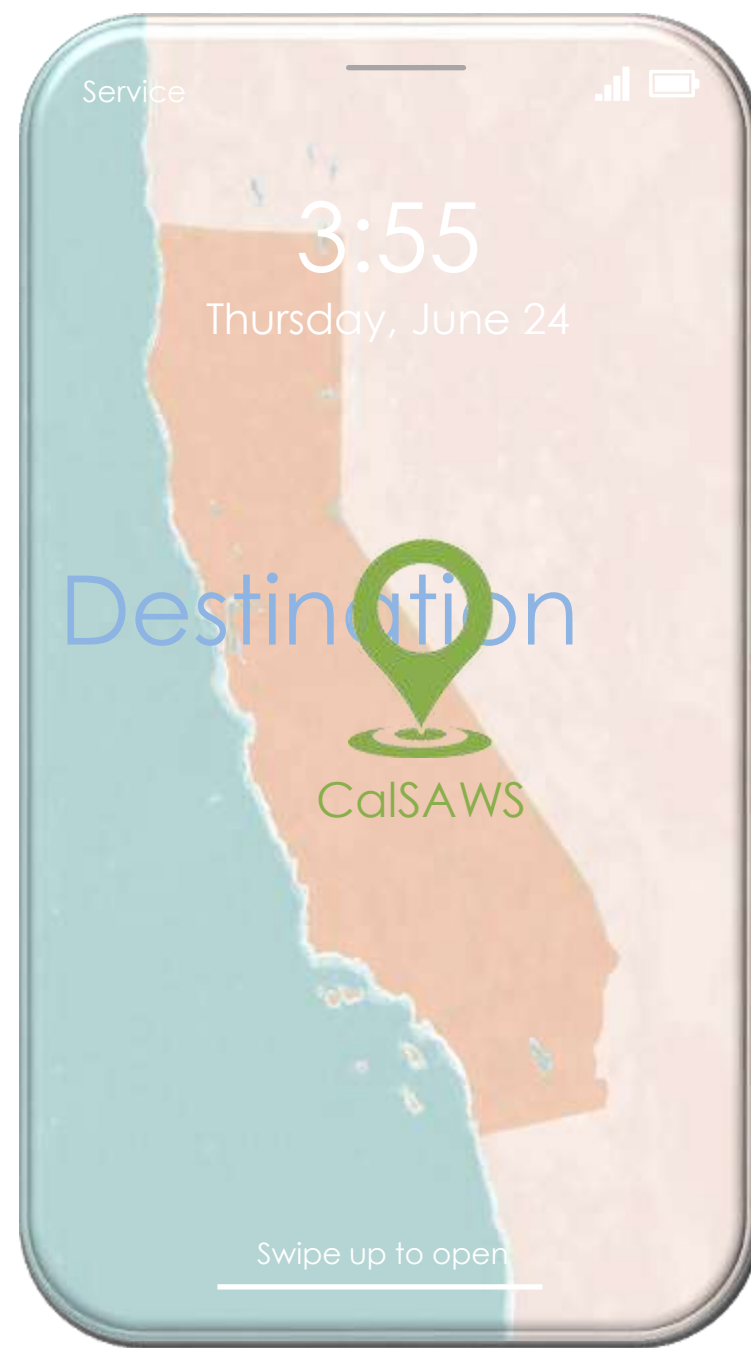 Service
3:55
Thursday, June 24
Destination
CalSAWS
Swipe up to open